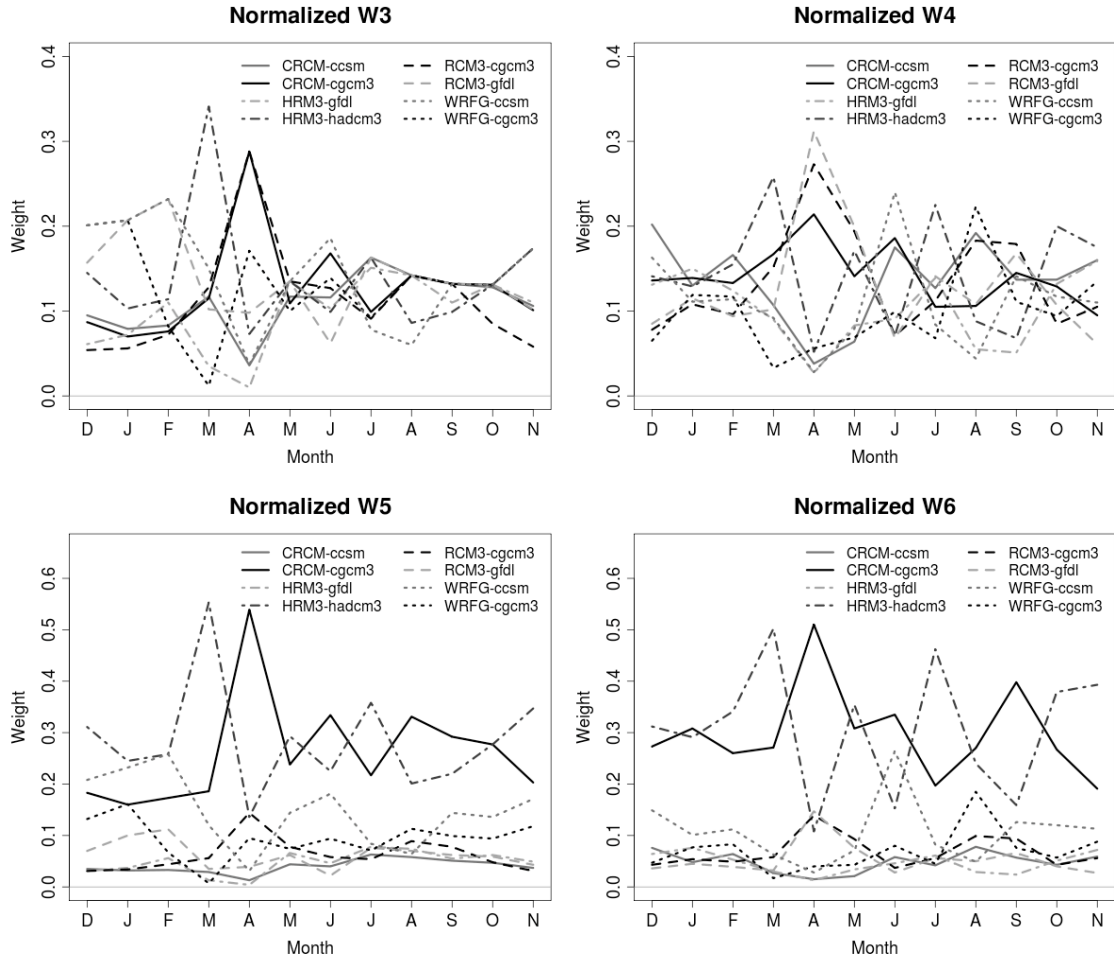 Normalized W3
0.0 0.1 0.2 0.3 0.4
Weight
CRCM-ccsm
CRCM-cgcm3
HRM3-gfdl
HRM3-hadcm3
RCM3-cgcm3
RCM3-gfdl
WRFG-ccsm
WRFG-cgcm3
D J F M A M J J A S O N
Month
Normalized W4
0.0 0.1 0.2 0.3 0.4
Weight
CRCM-ccsm
CRCM-cgcm3
HRM3-gfdl
HRM3-hadcm3
RCM3-cgcm3
RCM3-gfdl
WRFG-ccsm
WRFG-cgcm3
D J F M A M J J A S O N
Month
Normalized W5
0.0 0.1 0.2 0.3 0.4 0.5 0.6
Weight
CRCM-ccsm
CRCM-cgcm3
HRM3-gfdl
HRM3-hadcm3
RCM3-cgcm3
RCM3-gfdl
WRFG-ccsm
WRFG-cgcm3
D J F M A M J J A S O N
Month
Normalized W6
0.0 0.1 0.2 0.3 0.4 0.5 0.6
Weight
CRCM-ccsm
CRCM-cgcm3
HRM3-gfdl
HRM3-hadcm3
RCM3-cgcm3
RCM3-gfdl
WRFG-ccsm
WRFG-cgcm3
D J F M A M J J A S O N
Month